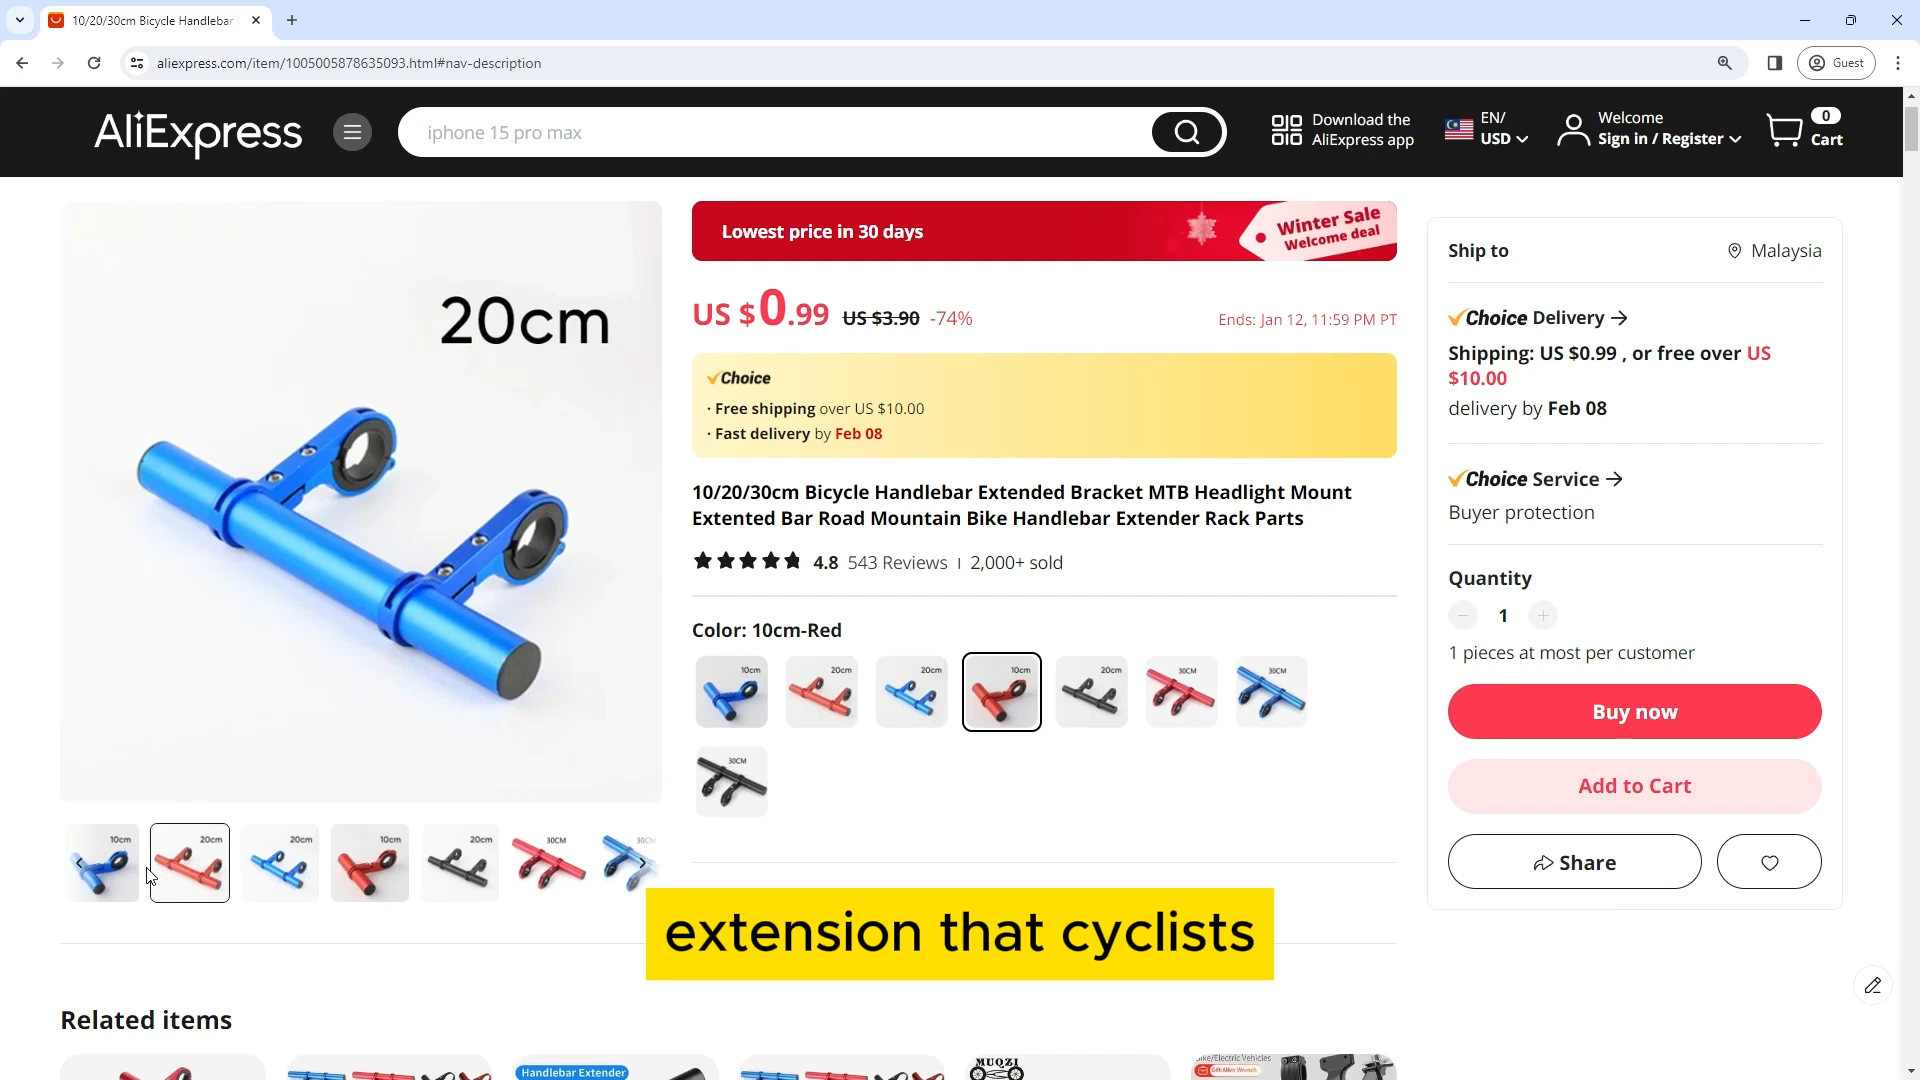 10/20/30cm Bicycle Handlebar
aliexpress.com/item/1005005878635093.html#nav-description
Guest
AliExpress
iphone 15 pro max
Download the
AliExpress app
EN/
USD
Welcome
Sign in / Register
0
Cart
20cm
Lowest price in 30 days
Winter Sale
Welcome deal
US $0.99 US $3.90 -74%
Ends: Jan 12, 11:59 PM PT
Choice
· Free shipping over US $10.00
· Fast delivery by Feb 08
10/20/30cm Bicycle Handlebar Extended Bracket MTB Headlight Mount
Extented Bar Road Mountain Bike Handlebar Extender Rack Parts
4.8 543 Reviews | 2,000+ sold
Color: 10cm-Red
10cm
20cm
20cm
10cm
20cm
30CM
30CM
30CM
10cm
20cm
20cm
10cm
20cm
30CM
30CM
Ship to
Malaysia
Choice Delivery
Shipping: US $0.99 , or free over US
$10.00
delivery by Feb 08
Choice Service
Buyer protection
Quantity
1
1 pieces at most per customer
Buy now
Add to Cart
Share
extension that cyclists
Related items
Handlebar Extender
MUQZI
Bike/Electric Vehicles
Gift:Allen Wrench